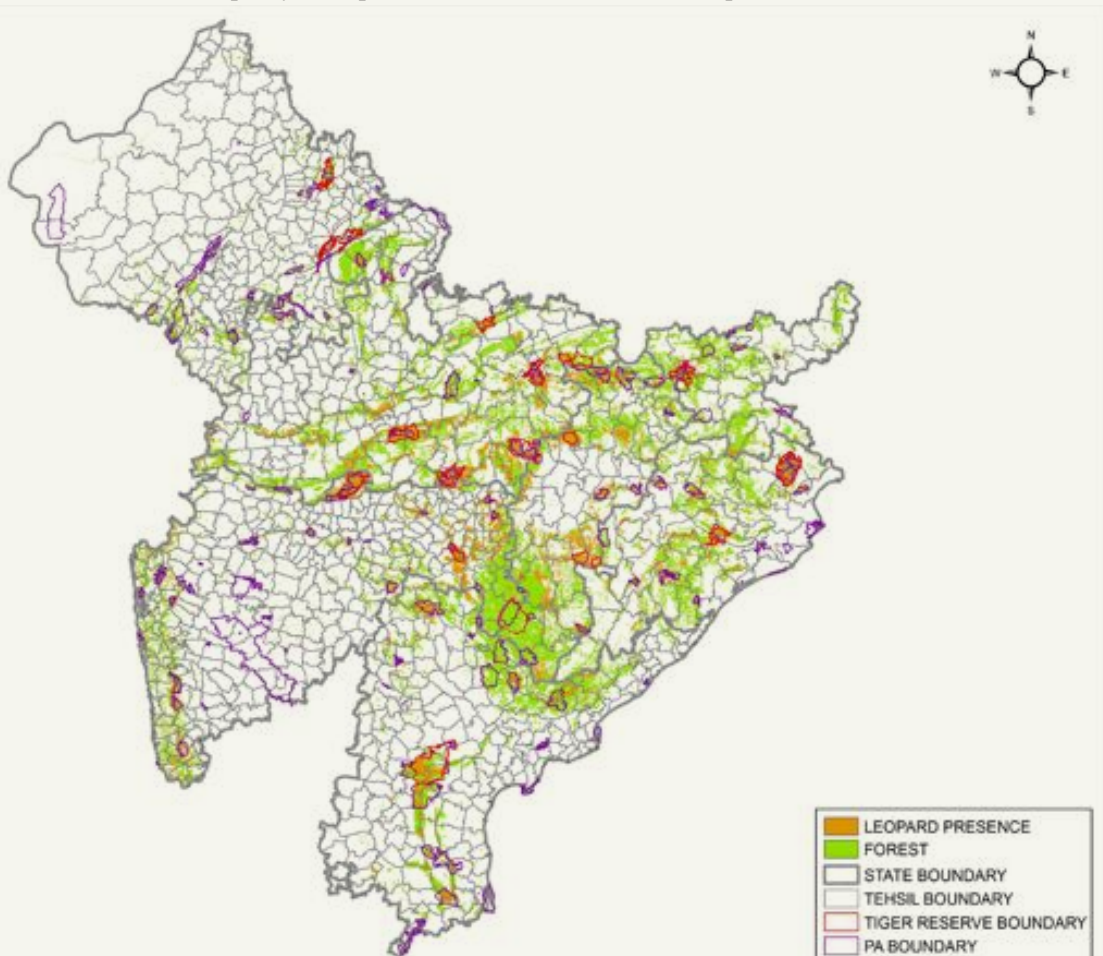 N
W E
S
LEOPARD PRESENCE
FOREST
STATE BOUNDARY
TEHSIL BOUNDARY
TIGER RESERVE BOUNDARY
PA BOUNDARY